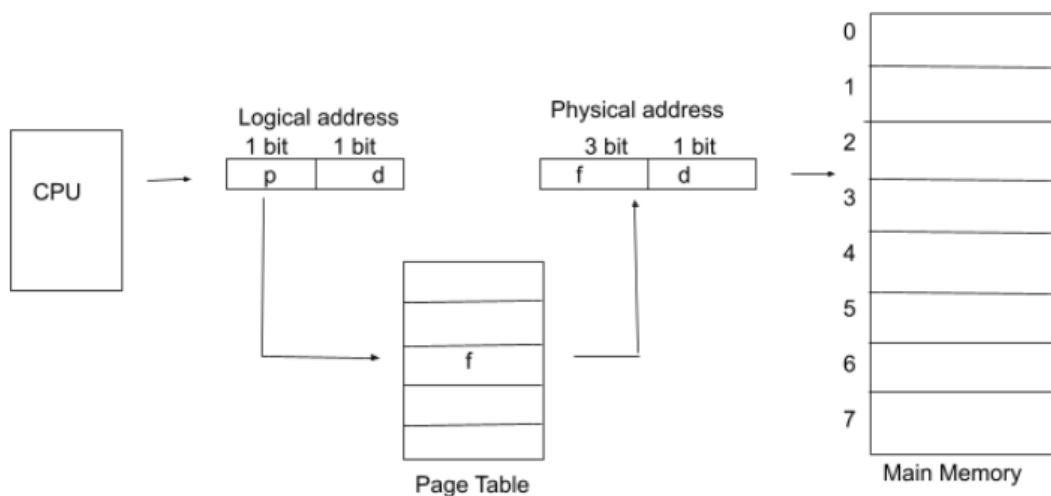 CPU
Logical address
1 bit 1 bit
p d
Physical address
3 bit 1 bit
f d
f
Page Table
0
1
2
3
4
5
6
7
Main Memory